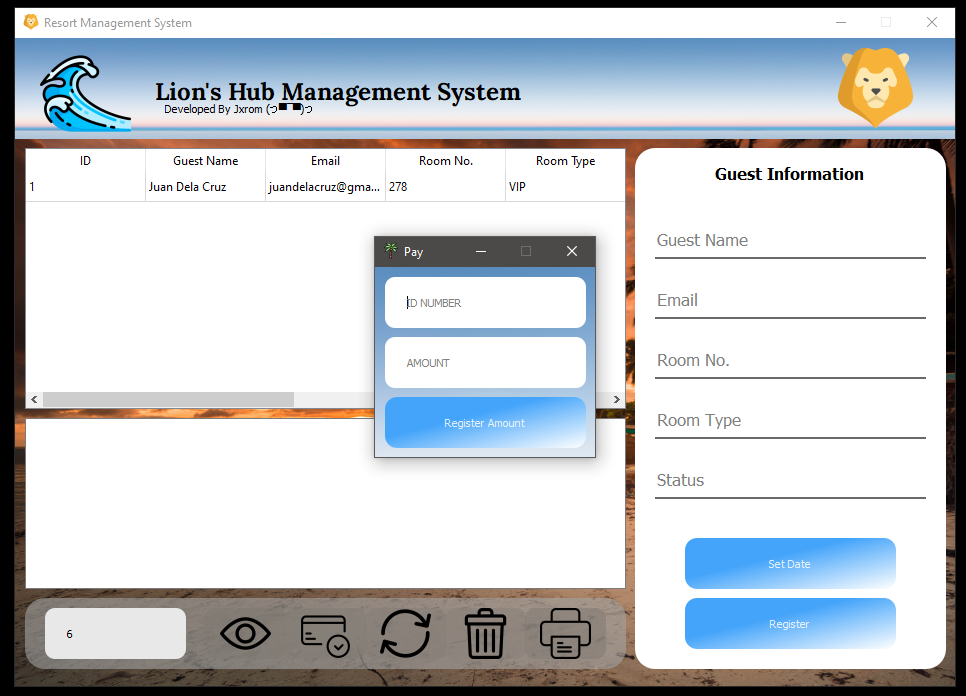 Resort Management System
Lion's Hub Management System
Developed By Jxrom (つ▀▀)つ
ID Guest Name Email Room No. Room Type
1 Juan Dela Cruz juandelacruz@gma... 278 VIP
Pay
ID NUMBER
AMOUNT
Register Amount
Guest Information
Guest Name
Email
Room No.
Room Type
Status
Set Date
Register
6